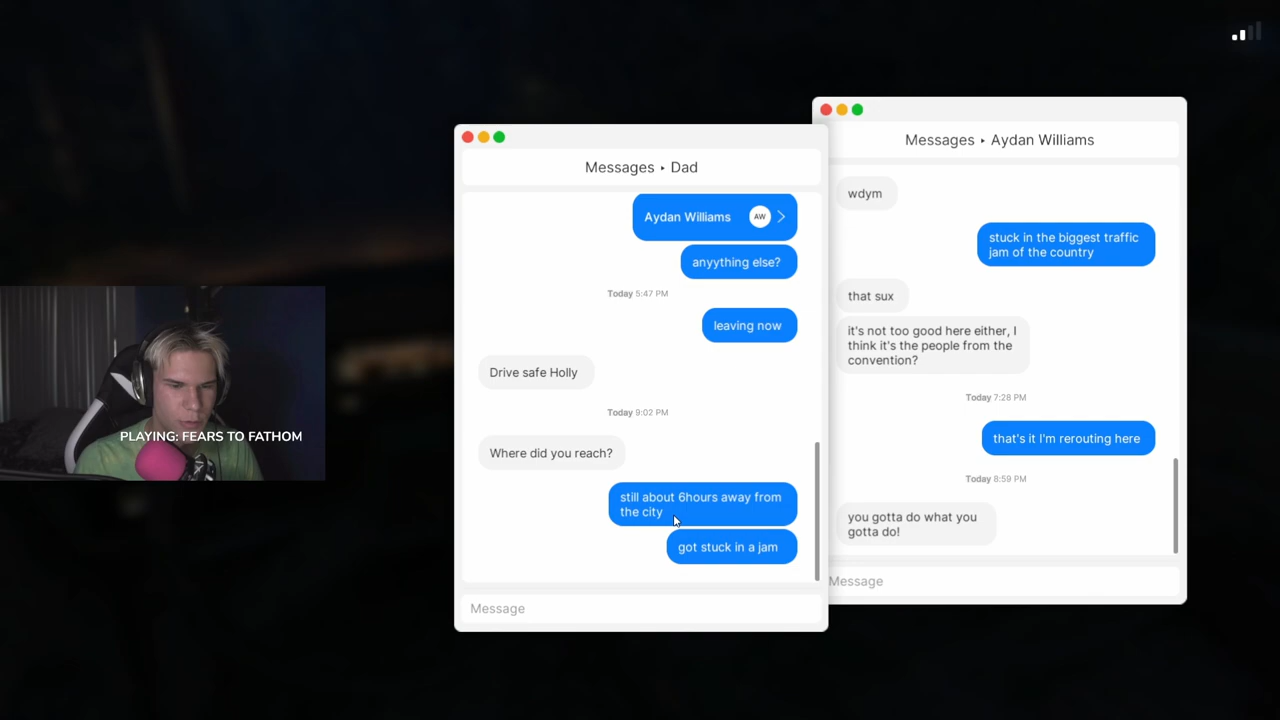 Messages ▸ Dad
Aydan Williams
AW
anyything else?
Today 5:47 PM
leaving now
Drive safe Holly
Today 9:02 PM
Where did you reach?
still about 6hours away from
the city
got stuck in a jam
Message
Messages ▸ Aydan Williams
wdym
stuck in the biggest traffic
jam of the country
that sux
it's not too good here either, I
think it's the people from the
convention?
Today 7:28 PM
that's it I'm rerouting here
Today 8:59 PM
you gotta do what you
gotta do!
Message
PLAYING: FEARS TO FATHOM